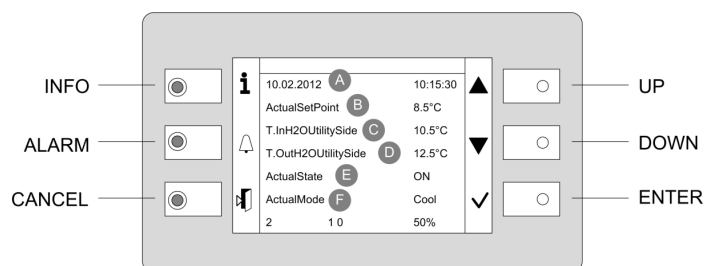 INFO
ALARM
CANCEL
i
10.02.2012 A 10:15:30
ActualSetPoint B 8.5°C
T.InH2OUtilitySide C 10.5°C
T.OutH2OUtilitySide D 12.5°C
ActualState E ON
ActualMode F Cool
2 1 0 50%
UP
DOWN
ENTER